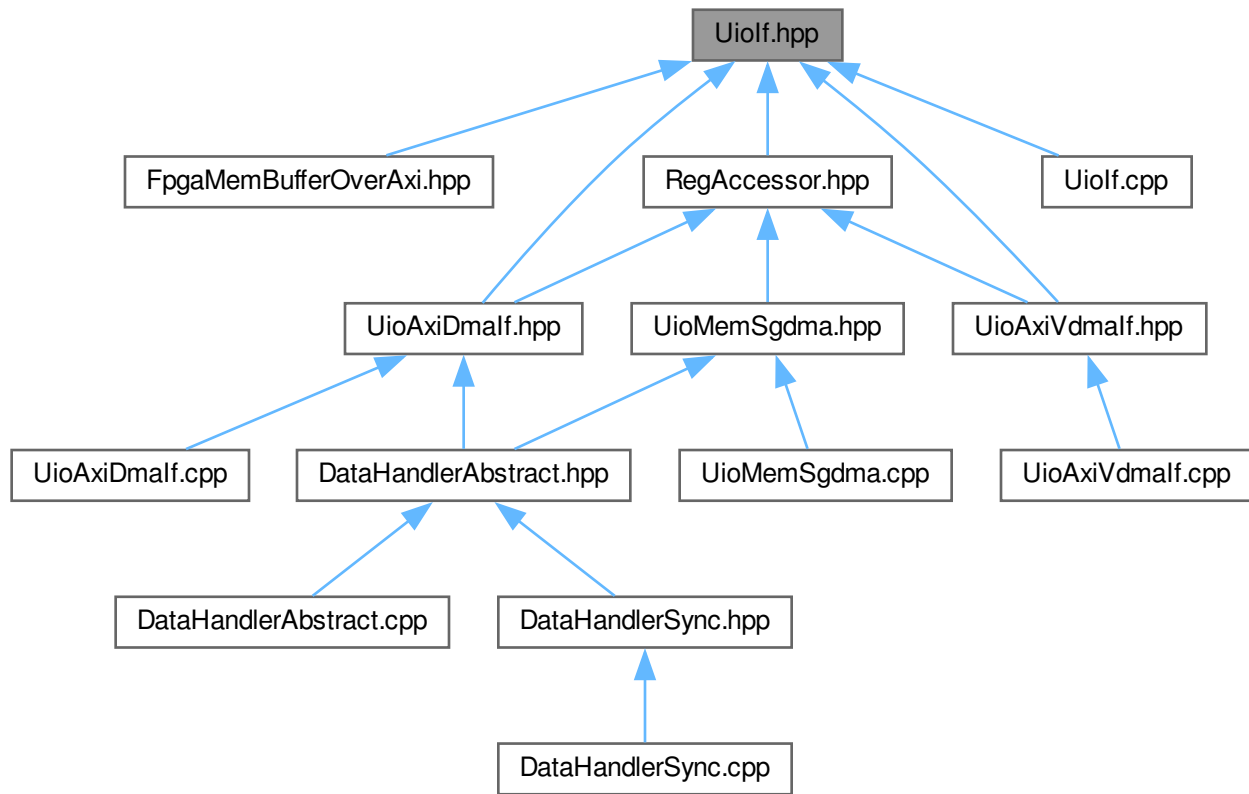 UioIf.hpp
FpgaMemBufferOverAxi.hpp
RegAccessor.hpp
UioIf.cpp
UioAxiDmaIf.hpp
UioMemSgdma.hpp
UioAxiVdmaIf.hpp
UioAxiDmaIf.cpp
DataHandlerAbstract.hpp
UioMemSgdma.cpp
UioAxiVdmaIf.cpp
DataHandlerAbstract.cpp
DataHandlerSync.hpp
DataHandlerSync.cpp